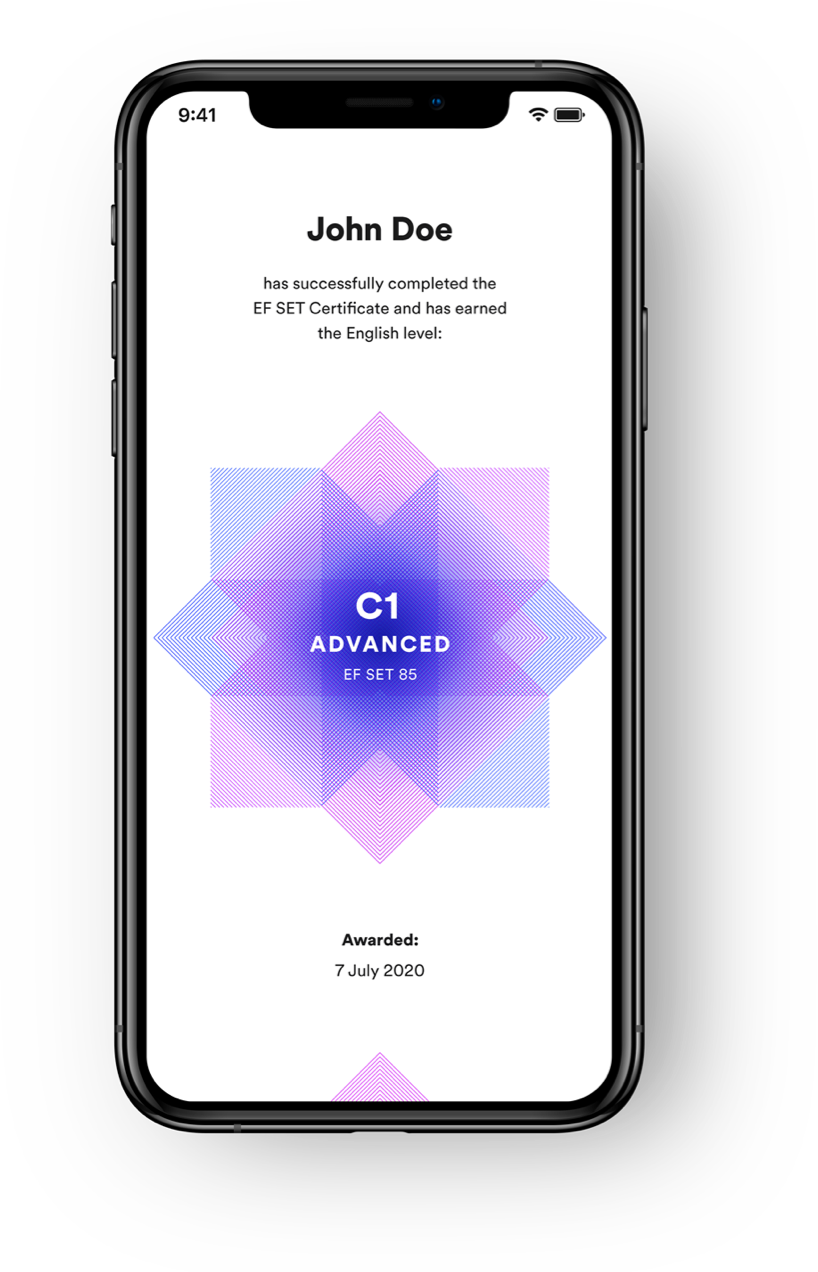 9:41
John Doe
has successfully completed the
EF SET Certificate and has earned
the English level:
C1
ADVANCED
EF SET 85
Awarded:
7 July 2020